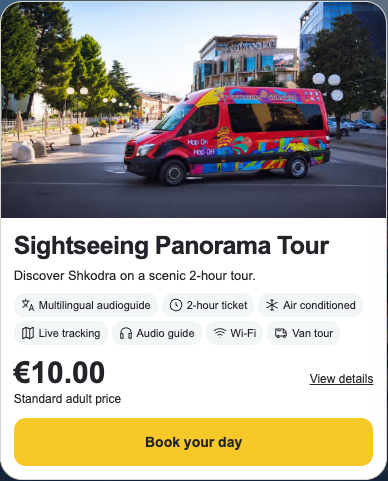 Hop On
Hop Off
Sightseeing Panorama Tour
Discover Shkodra on a scenic 2-hour tour.
Multilingual audioguide
2-hour ticket
Air conditioned
Live tracking
Audio guide
Wi-Fi
Van tour
€10.00
View details
Standard adult price
Book your day